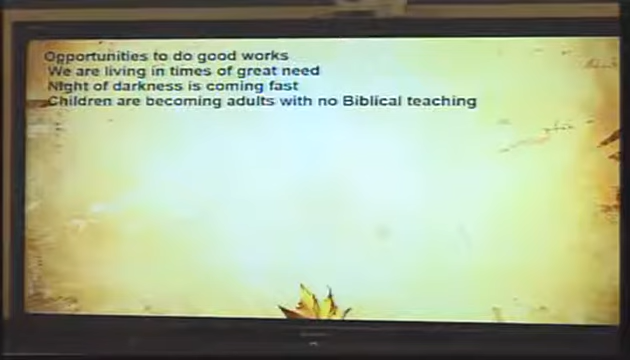 Opportunities to do good works
We are living in times of great need
Night of darkness is coming fast
Children are becoming adults with no Biblical teaching